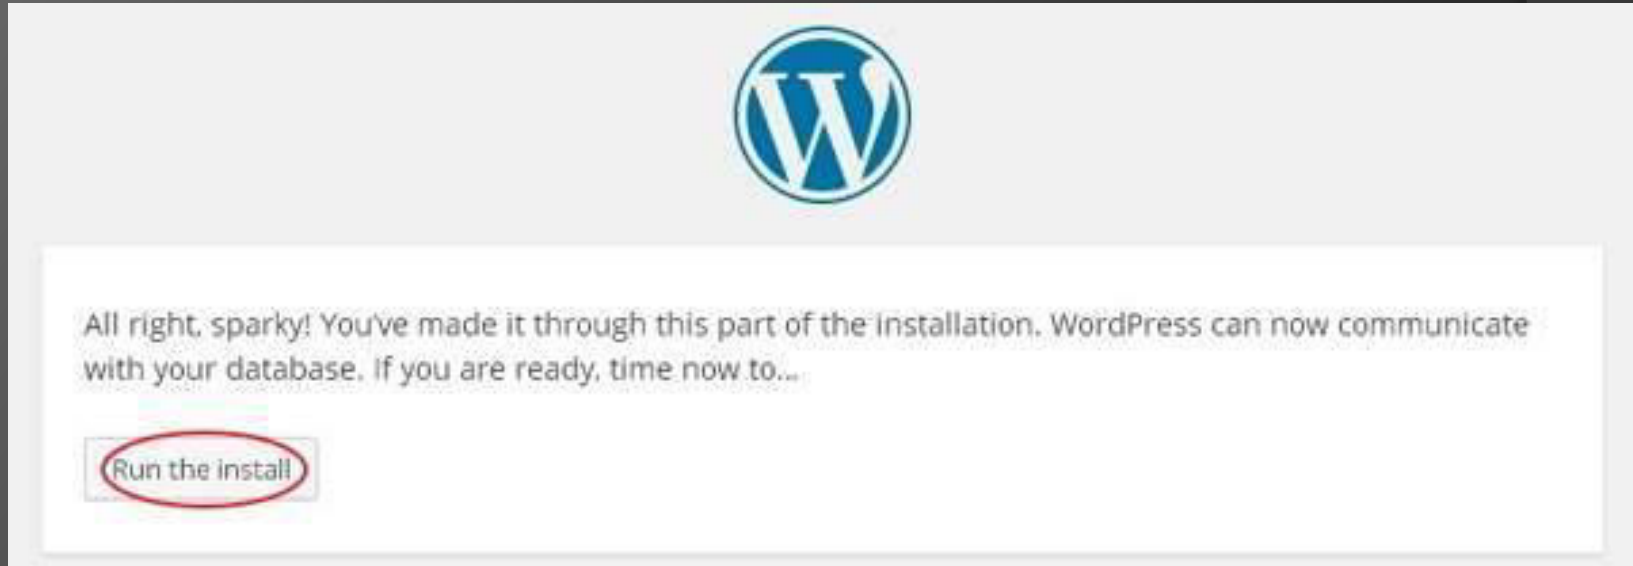 All right, sparky! You've made it through this part of the installation. WordPress can now communicate
with your database. If you are ready, time now to...
Run the install